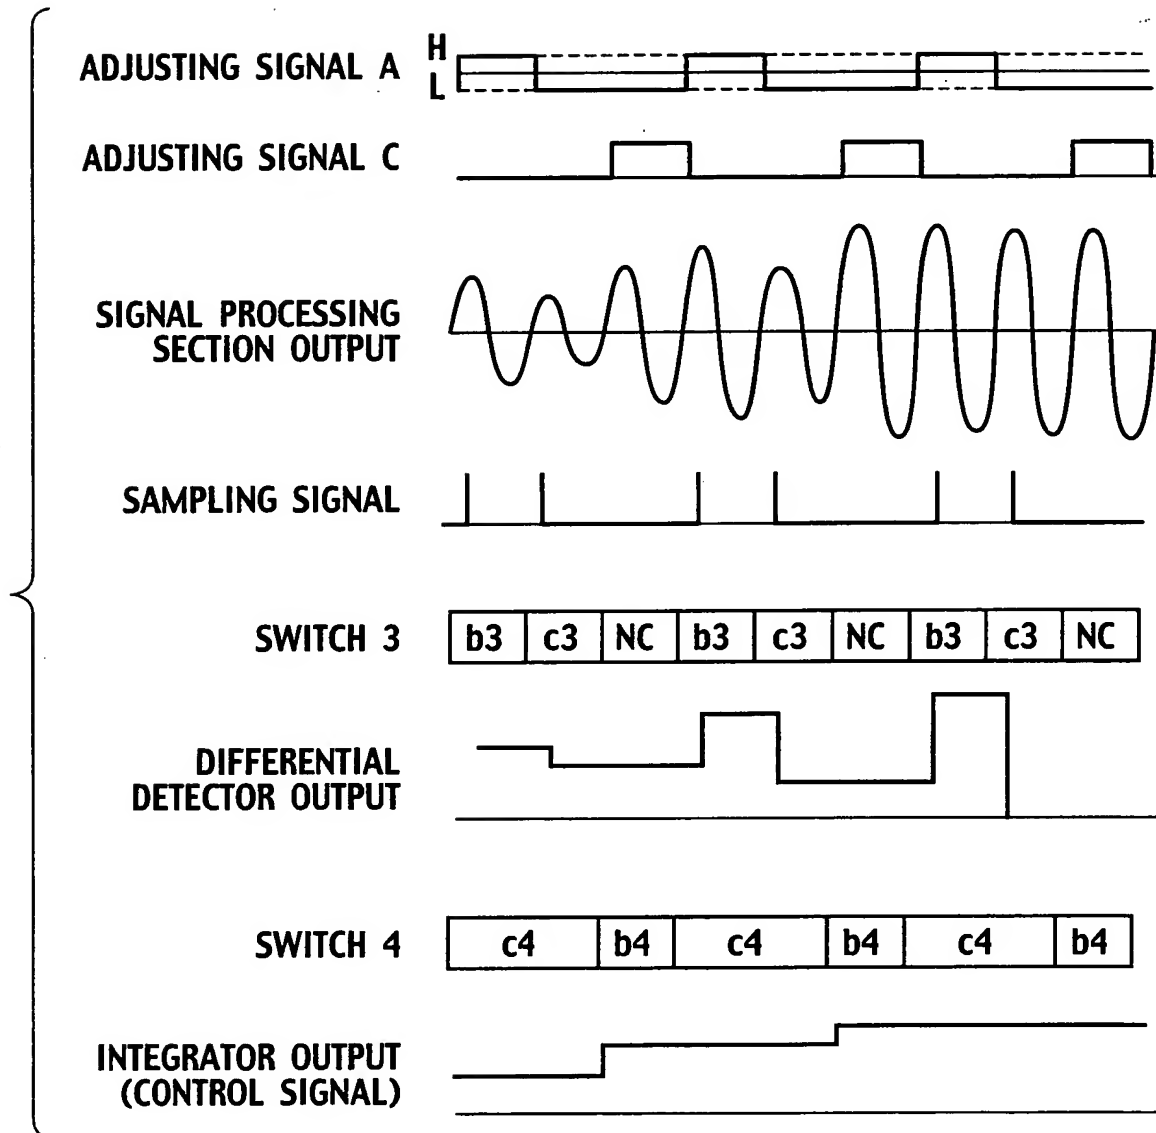 H
ADJUSTING SIGNAL A
L
ADJUSTING SIGNAL C
SIGNAL PROCESSING
SECTION OUTPUT
SAMPLING SIGNAL
SWITCH 3 b3 c3 NC b3 c3 NC b3 c3 NC
DIFFERENTIAL
DETECTOR OUTPUT
SWITCH 4 c4 b4 c4 b4 c4 b4
INTEGRATOR OUTPUT
(CONTROL SIGNAL)